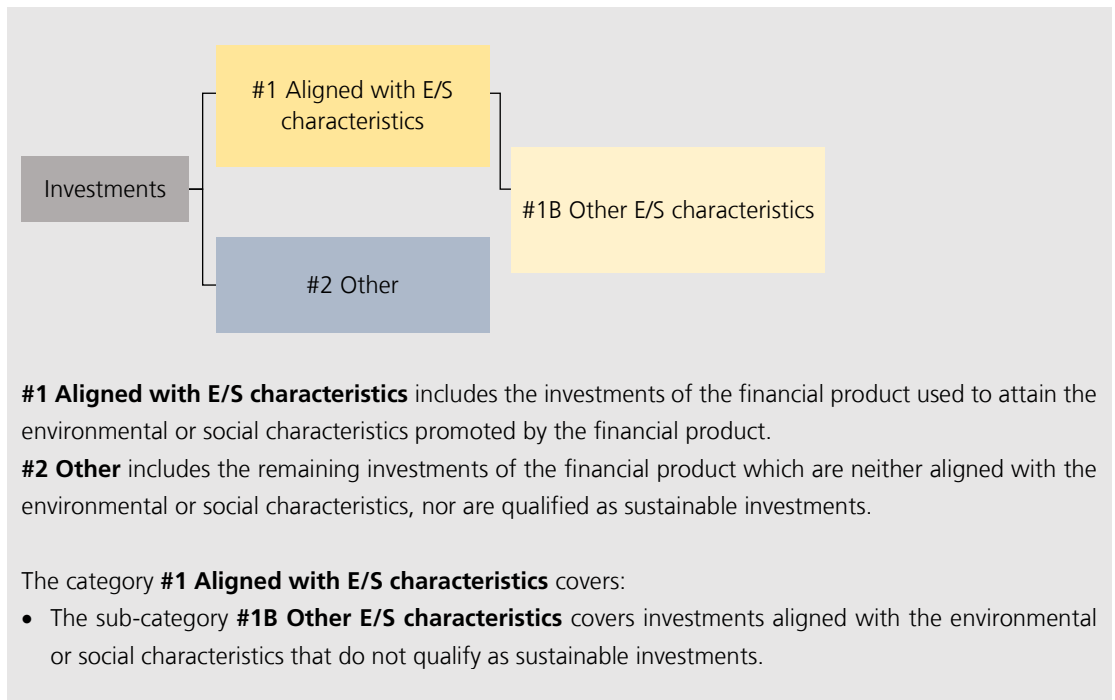 #1 Aligned with E/S
characteristics
Investments
#1B Other E/S characteristics
#2 Other
#1 Aligned with E/S characteristics includes the investments of the financial product used to attain the
environmental or social characteristics promoted by the financial product.
#2 Other includes the remaining investments of the financial product which are neither aligned with the
environmental or social characteristics, nor are qualified as sustainable investments.
The category #1 Aligned with E/S characteristics covers:
• The sub-category #1B Other E/S characteristics covers investments aligned with the environmental
or social characteristics that do not qualify as sustainable investments.